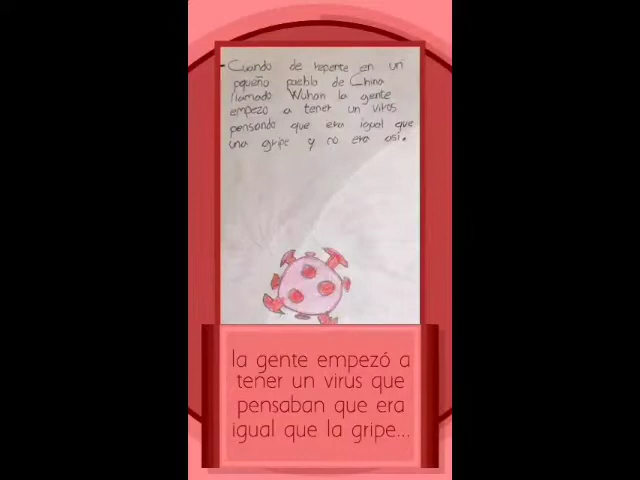 - Cuando de repente en un
pqueño pueblo de China
llamado Wuhan la gente
empezo a tener un virus
pensando que era igual que
una gripe y no era así.
la gente empezó a
tener un virus que
pensaban que era
igual que la gripe...